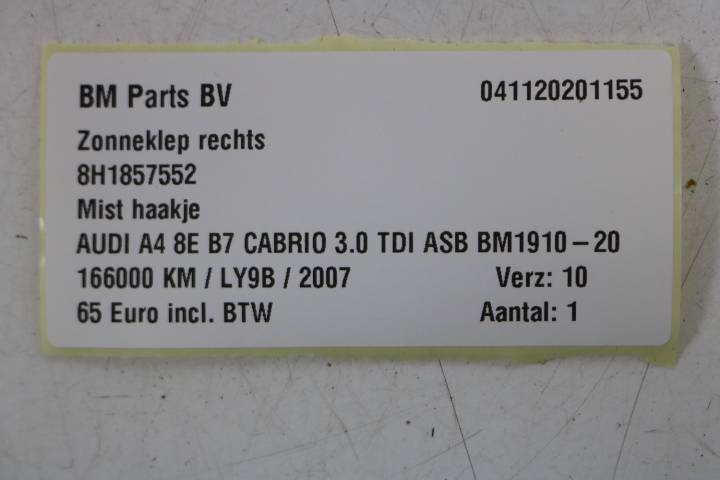 BM Parts BV 041120201155
Zonneklep rechts
8H1857552
Mist haakje
AUDI A4 8E B7 CABRIO 3.0 TDI ASB BM1910-20
166000 KM / LY9B / 2007 Verz: 10
65 Euro incl. BTW Aantal: 1